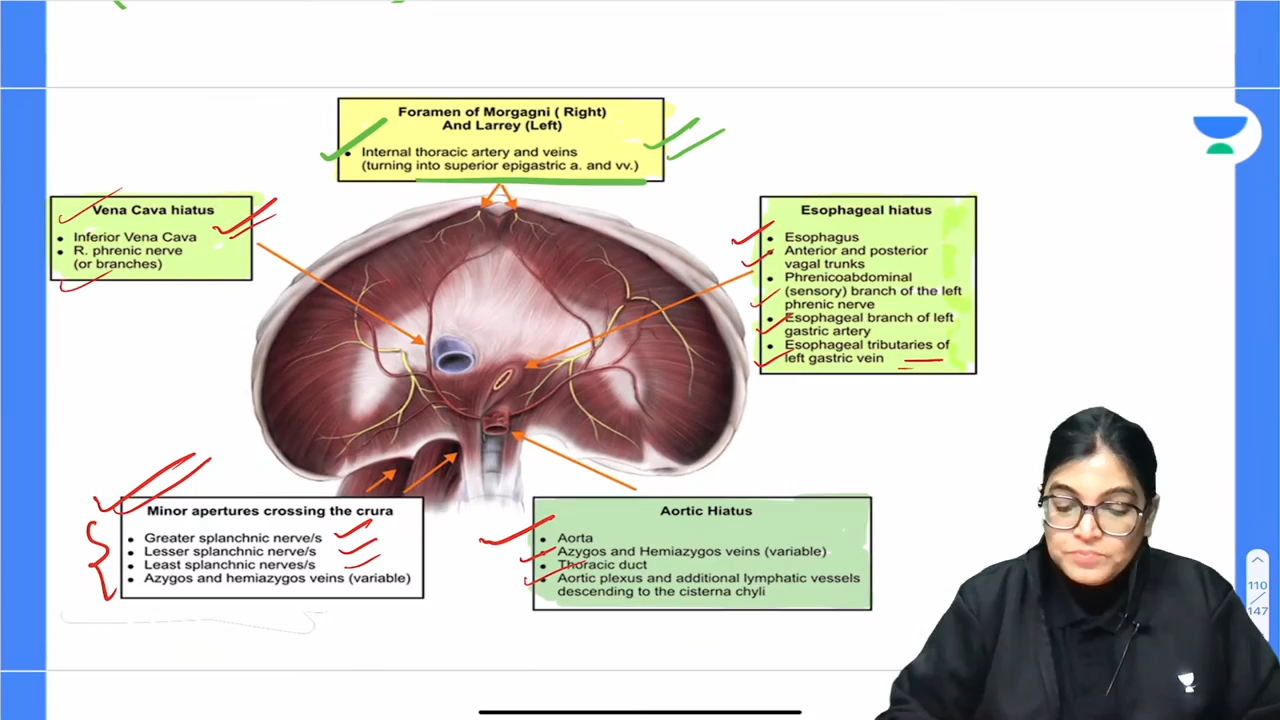 Foramen of Morgagni ( Right)
And Larrey (Left)
• Internal thoracic artery and veins
(turning into superior epigastric a. and vv.)
Vena Cava hiatus
• Inferior Vena Cava
• R. phrenic nerve
(or branches)
Esophageal hiatus
• Esophagus
• Anterior and posterior
vagal trunks
• Phrenicoabdominal
(sensory) branch of the left
phrenic nerve
• Esophageal branch of left
gastric artery
• Esophageal tributaries of
left gastric vein
Minor apertures crossing the crura
• Greater splanchnic nerve/s
• Lesser splanchnic nerve/s
• Least splanchnic nerves/s
• Azygos and hemiazygos veins (variable)
Aortic Hiatus
• Aorta
• Azygos and Hemiazygos veins (variable)
• Thoracic duct
• Aortic plexus and additional lymphatic vessels
descending to the cisterna chyli
110
/
147